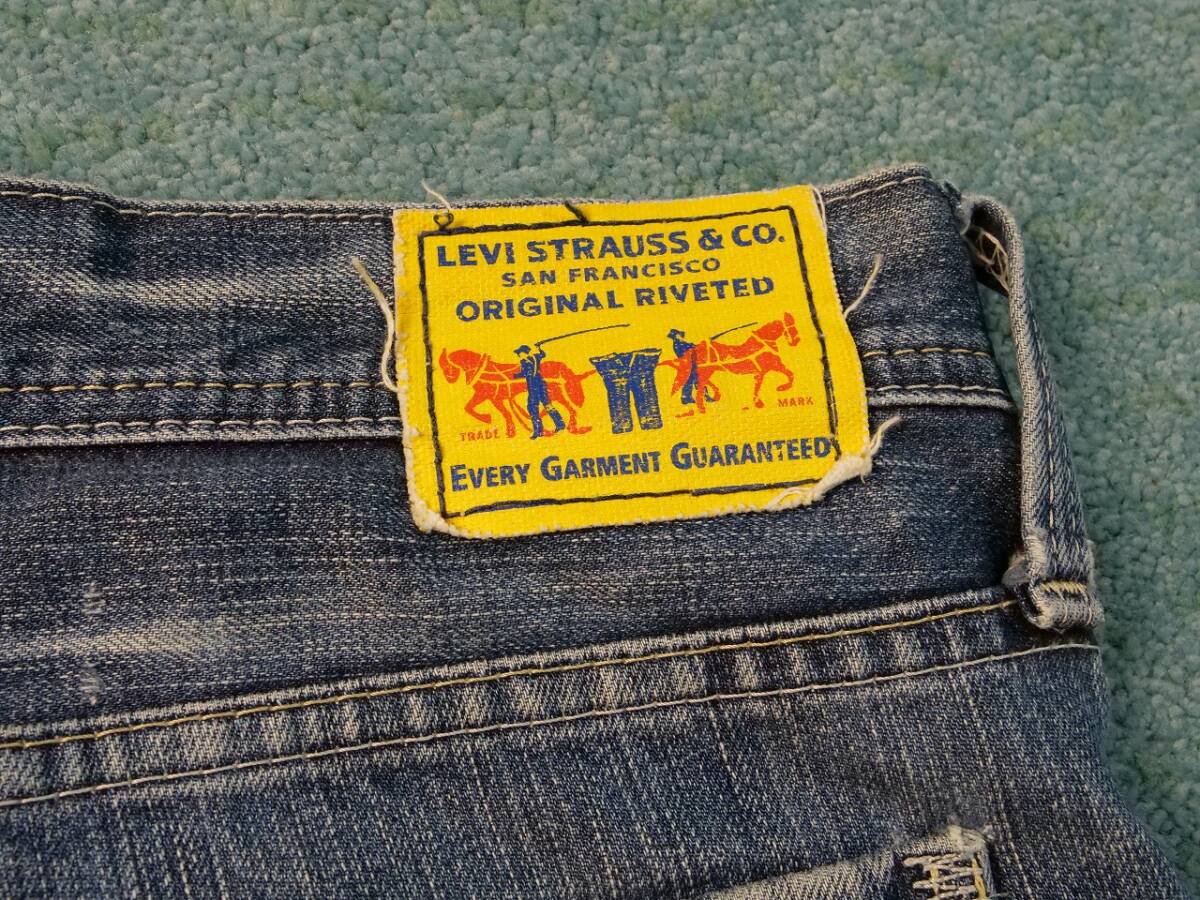 LEVI STRAUSS & CO.
SAN FRANCISCO
ORIGINAL RIVETED
TRADE MARK
EVERY GARMENT GUARANTEED